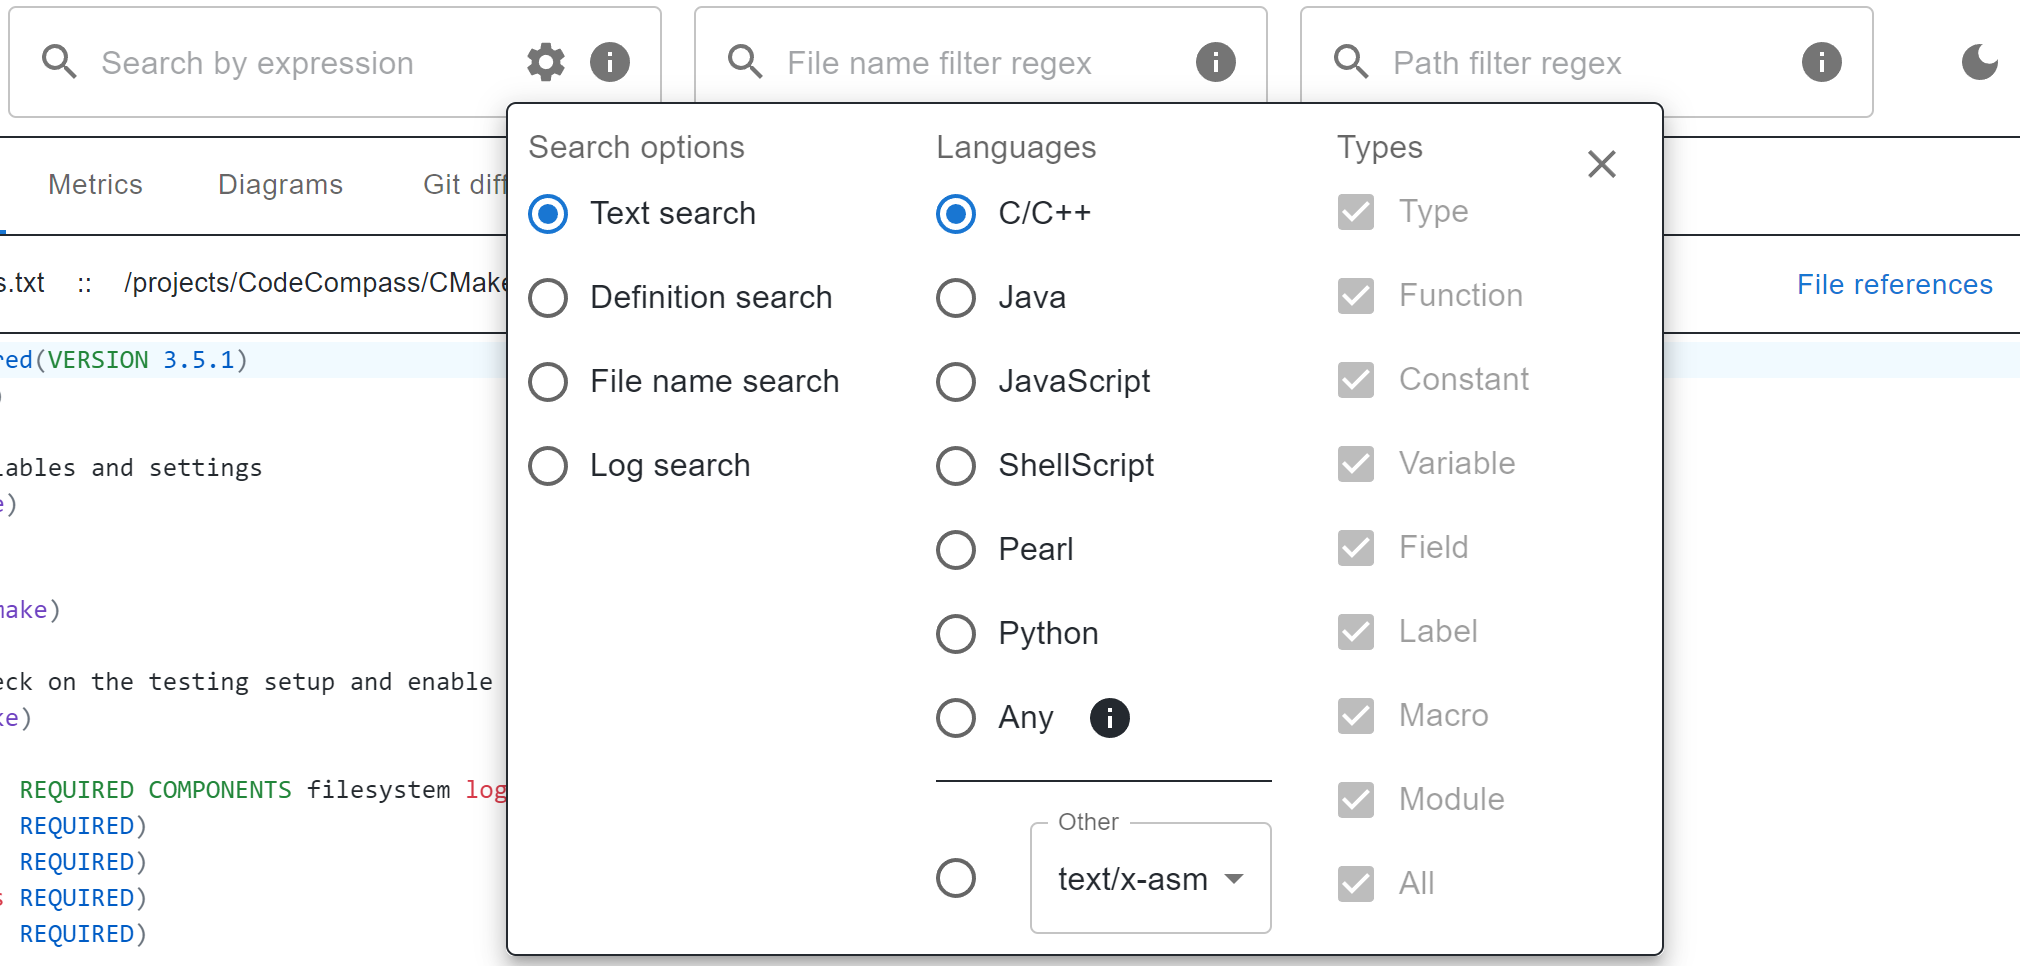 Search by expression
File name filter regex
Path filter regex
Metrics
Diagrams
Git diff
s.txt :: /projects/CodeCompass/CMake
File references
red(VERSION 3.5.1)
)
iables and settings
e)
make)
eck on the testing setup and enable
ke)
REQUIRED COMPONENTS filesystem log
REQUIRED)
REQUIRED)
s REQUIRED)
REQUIRED)
Search options
Text search
Definition search
File name search
Log search
Languages
C/C++
Java
JavaScript
ShellScript
Pearl
Python
Any
Other
text/x-asm
Types
Type
Function
Constant
Variable
Field
Label
Macro
Module
All